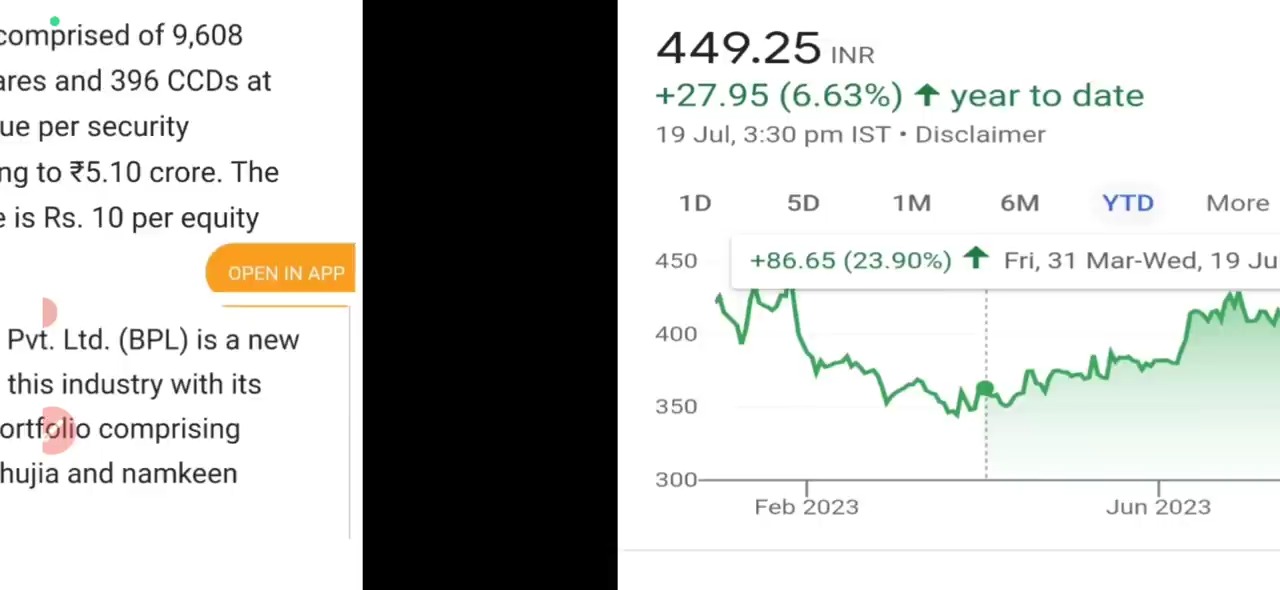 comprised of 9,608
ares and 396 CCDs at
ue per security
ng to ₹5.10 crore. The
e is Rs. 10 per equity
OPEN IN APP
Pvt. Ltd. (BPL) is a new
this industry with its
ortfolio comprising
hujia and namkeen
449.25 INR
+27.95 (6.63%) ↑ year to date
19 Jul, 3:30 pm IST • Disclaimer
1D 5D 1M 6M YTD More
+86.65 (23.90%) ↑ Fri, 31 Mar-Wed, 19 Ju
450
400
350
300
Feb 2023 Jun 2023